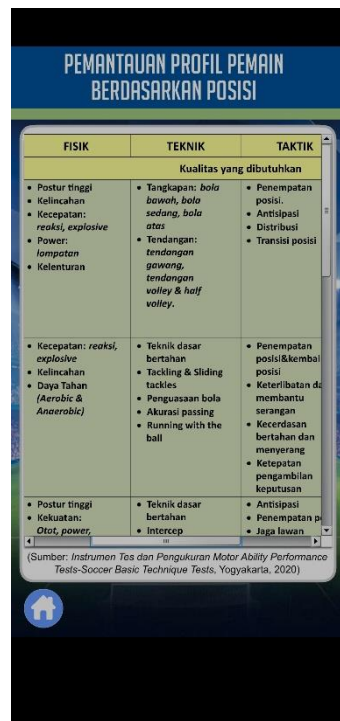 PEMANTAUAN PROFIL PEMAIN
BERDASARKAN POSISI
FISIK
TEKNIK
TAKTIK
Kualitas yang dibutuhkan
• Postur tinggi
• Kelincahan
• Kecepatan:
reaksi, explosive
• Power:
lompatan
• Kelenturan
• Tangkapan: bola
bawah, bola
sedang, bola
atas
• Tendangan:
tendangan
gawang,
tendangan
volley & half
volley.
• Penempatan
posisi.
• Antisipasi
• Distribusi
• Transisi posisi
• Kecepatan: reaksi,
explosive
• Kelincahan
• Daya Tahan
(Aerobic &
Anaerobic)
• Teknik dasar
bertahan
• Tackling & Sliding
tackles
• Penguasaan bola
• Akurasi passing
• Running with the
ball
• Penempatan
posisi&kembal
posisi
• Keterlibatan da
membantu
serangan
• Kecerdasan
bertahan dan
menyerang
• Ketepatan
pengambilan
keputusan
• Postur tinggi
• Kekuatan:
Otot, power,
• Teknik dasar
bertahan
• Intercep
• Antisipasi
• Penempatan p
• Jaga lawan
(Sumber: Instrumen Tes dan Pengukuran Motor Ability Performance
Tests-Soccer Basic Technique Tests, Yogyakarta, 2020)